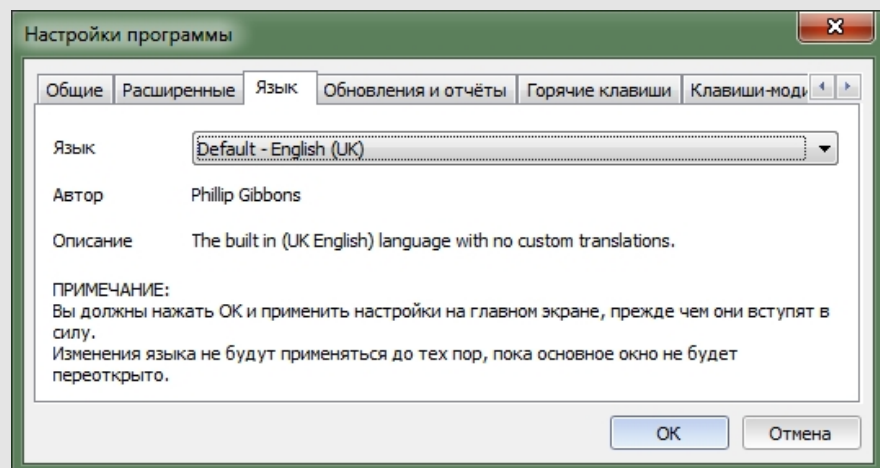 Настройки программы
Общие Расширенные Язык Обновления и отчёты Горячие клавиши Клавиши-моди
Язык Default - English (UK)
Автор Phillip Gibbons
Описание The built in (UK English) language with no custom translations.
ПРИМЕЧАНИЕ:
Вы должны нажать ОК и применить настройки на главном экране, прежде чем они вступят в
силу.
Изменения языка не будут применяться до тех пор, пока основное окно не будет
переоткрыто.
OK Отмена